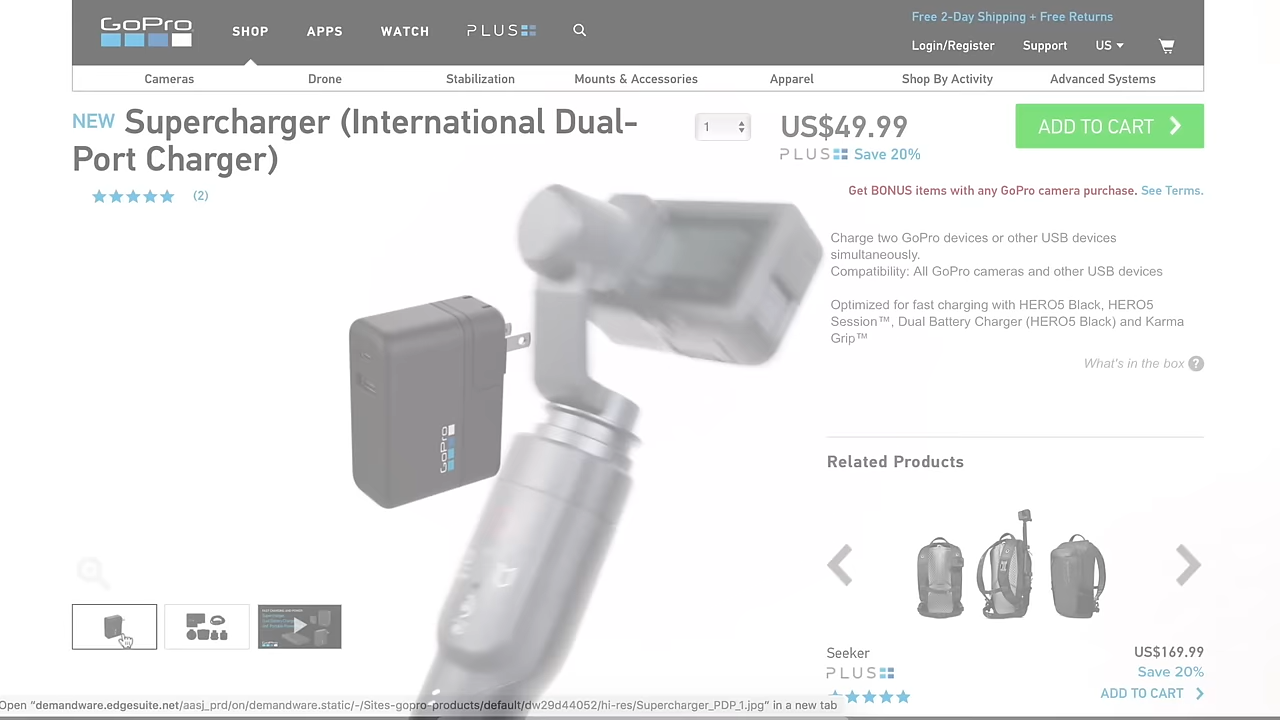 GoPro
SHOP
APPS
WATCH
PLUS
Free 2-Day Shipping + Free Returns
Login/Register
Support
US
Cameras
Drone
Stabilization
Mounts & Accessories
Apparel
Shop By Activity
Advanced Systems
NEW Supercharger (International Dual-
Port Charger)
1
US$49.99
PLUS Save 20%
ADD TO CART
(2)
Get BONUS items with any GoPro camera purchase. See Terms.
Charge two GoPro devices or other USB devices
simultaneously.
Compatibility: All GoPro cameras and other USB devices
Optimized for fast charging with HERO5 Black, HERO5
Session™, Dual Battery Charger (HERO5 Black) and Karma
Grip™
What's in the box ?
GoPro
Related Products
Seeker
US$169.99
PLUS
Save 20%
ADD TO CART
Supercharger
GoPro
Open “demandware.edgesuite.net/ /on/demandware.static/-/Sites-gopro-products/default/dw29d44052/hi-res/Supercharger_PDP_1.jpg” in a new tab